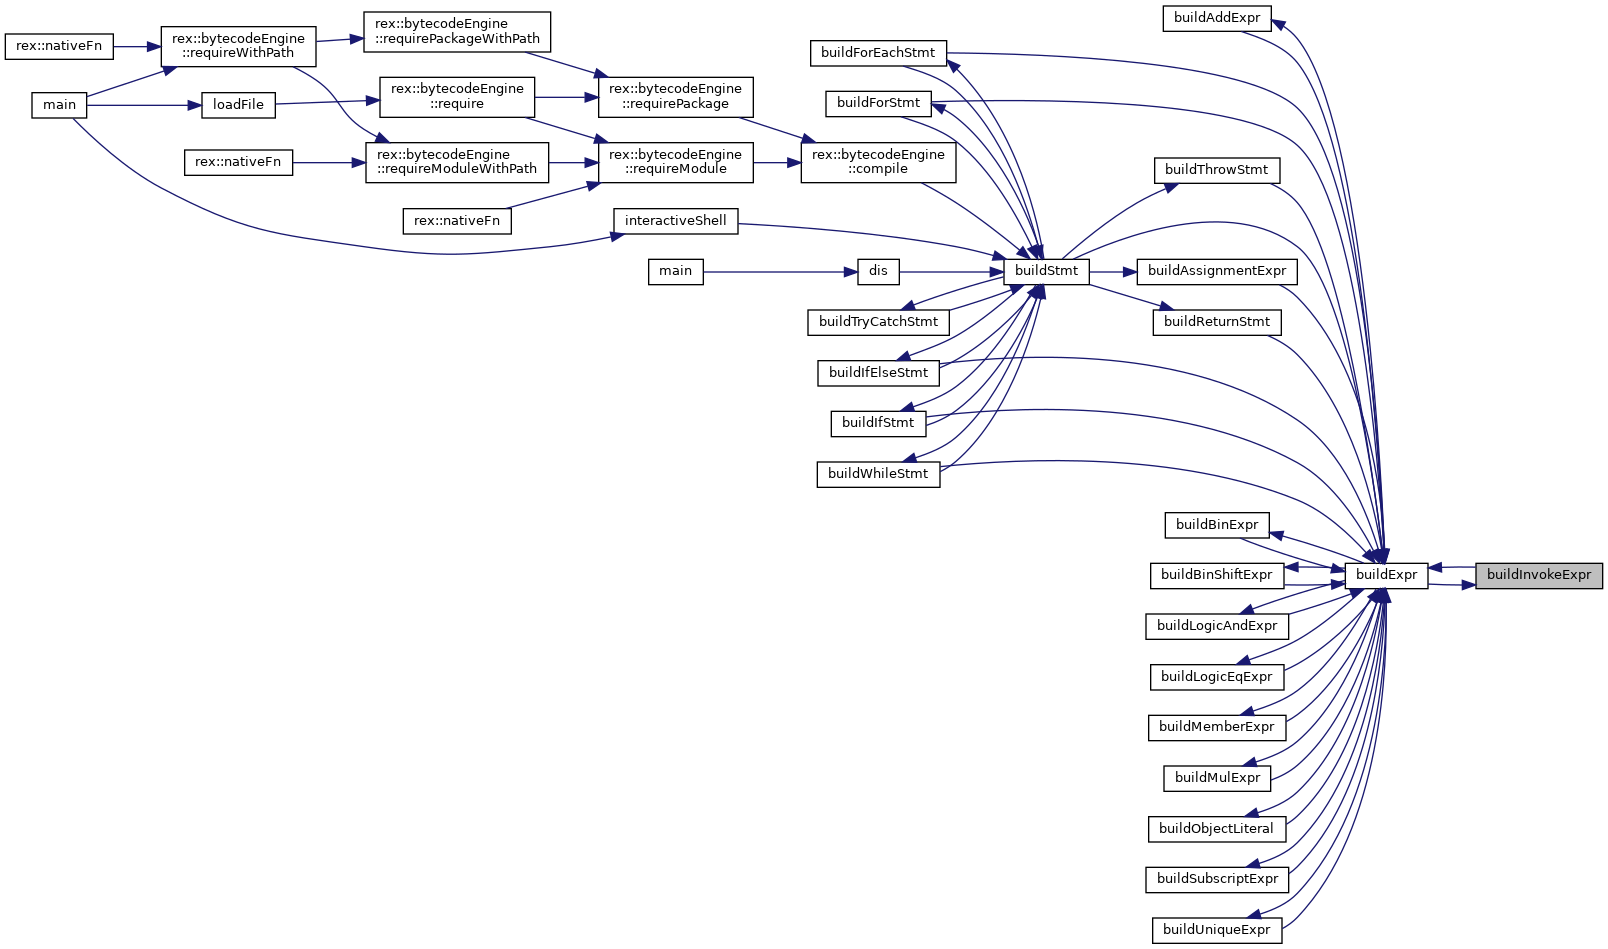 rex::nativeFn
main
rex::bytecodeEngine
::requireWithPath
loadFile
rex::nativeFn
rex::bytecodeEngine
::requirePackageWithPath
rex::bytecodeEngine
::require
rex::bytecodeEngine
::requireModuleWithPath
rex::nativeFn
rex::bytecodeEngine
::requirePackage
rex::bytecodeEngine
::requireModule
interactiveShell
main
buildForEachStmt
buildForStmt
rex::bytecodeEngine
::compile
dis
buildTryCatchStmt
buildIfElseStmt
buildIfStmt
buildWhileStmt
buildStmt
buildAddExpr
buildThrowStmt
buildAssignmentExpr
buildReturnStmt
buildBinExpr
buildBinShiftExpr
buildLogicAndExpr
buildLogicEqExpr
buildMemberExpr
buildMulExpr
buildObjectLiteral
buildSubscriptExpr
buildUniqueExpr
buildExpr
buildInvokeExpr